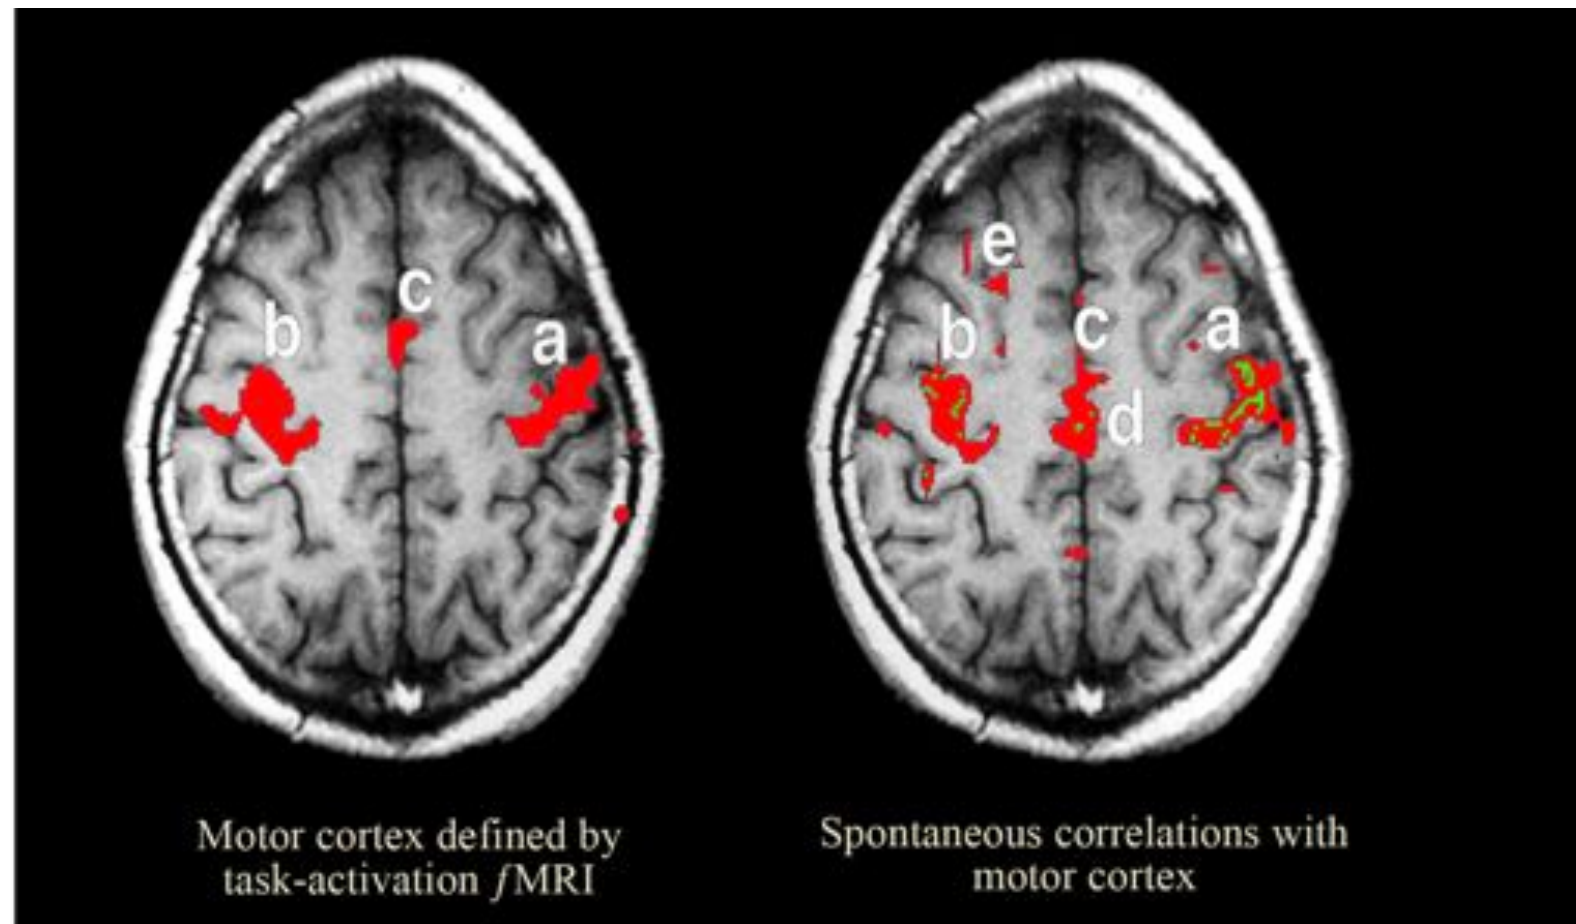 c
b
a
Motor cortex defined by
task-activation fMRI
e
b
c
a
d
Spontaneous correlations with
motor cortex